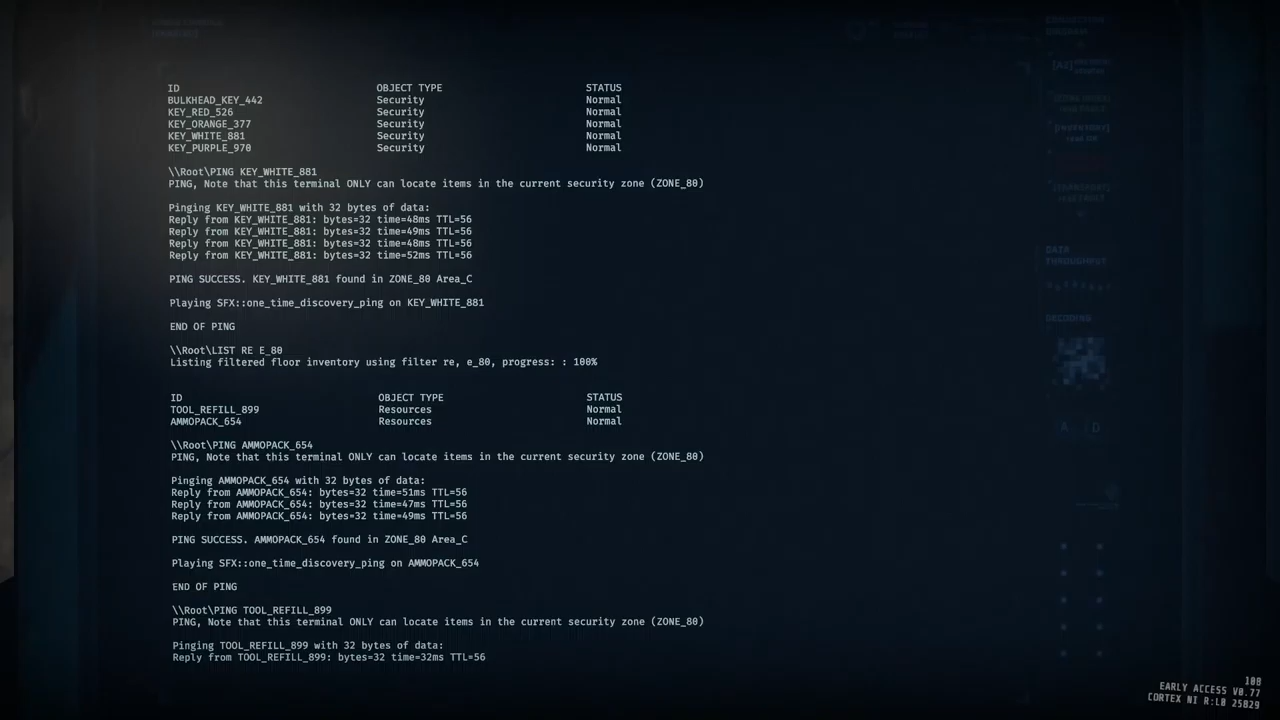 ID OBJECT TYPE STATUS
BULKHEAD_KEY_442 Security Normal
KEY_RED_526 Security Normal
KEY_ORANGE_377 Security Normal
KEY_WHITE_881 Security Normal
KEY_PURPLE_970 Security Normal
\\Root\PING KEY_WHITE_881
PING, Note that this terminal ONLY can locate items in the current security zone (ZONE_80)
Pinging KEY_WHITE_881 with 32 bytes of data:
Reply from KEY_WHITE_881: bytes=32 time=48ms TTL=56
Reply from KEY_WHITE_881: bytes=32 time=49ms TTL=56
Reply from KEY_WHITE_881: bytes=32 time=48ms TTL=56
Reply from KEY_WHITE_881: bytes=32 time=52ms TTL=56
PING SUCCESS. KEY_WHITE_881 found in ZONE_80 Area_C
Playing SFX::one_time_discovery_ping on KEY_WHITE_881
END OF PING
\\Root\LIST RE E_80
Listing filtered floor inventory using filter re, e_80, progress: : 100%
ID OBJECT TYPE STATUS
TOOL_REFILL_899 Resources Normal
AMMOPACK_654 Resources Normal
\\Root\PING AMMOPACK_654
PING, Note that this terminal ONLY can locate items in the current security zone (ZONE_80)
Pinging AMMOPACK_654 with 32 bytes of data:
Reply from AMMOPACK_654: bytes=32 time=51ms TTL=56
Reply from AMMOPACK_654: bytes=32 time=47ms TTL=56
Reply from AMMOPACK_654: bytes=32 time=49ms TTL=56
PING SUCCESS. AMMOPACK_654 found in ZONE_80 Area_C
Playing SFX::one_time_discovery_ping on AMMOPACK_654
END OF PING
\\Root\PING TOOL_REFILL_899
PING, Note that this terminal ONLY can locate items in the current security zone (ZONE_80)
Pinging TOOL_REFILL_899 with 32 bytes of data:
Reply from TOOL_REFILL_899: bytes=32 time=32ms TTL=56
DATA
THROUGHPUT
DECODING
A D
108
EARLY ACCESS V0.77
CORTEX NI R:L0 25829